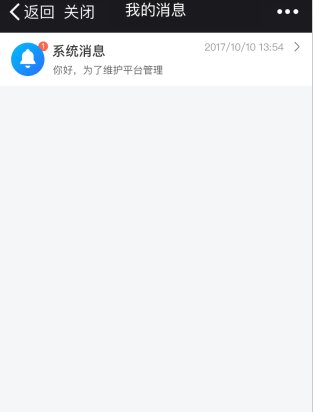 返回 关闭 我的消息
1
系统消息 2017/10/10 13:54
你好，为了维护平台管理